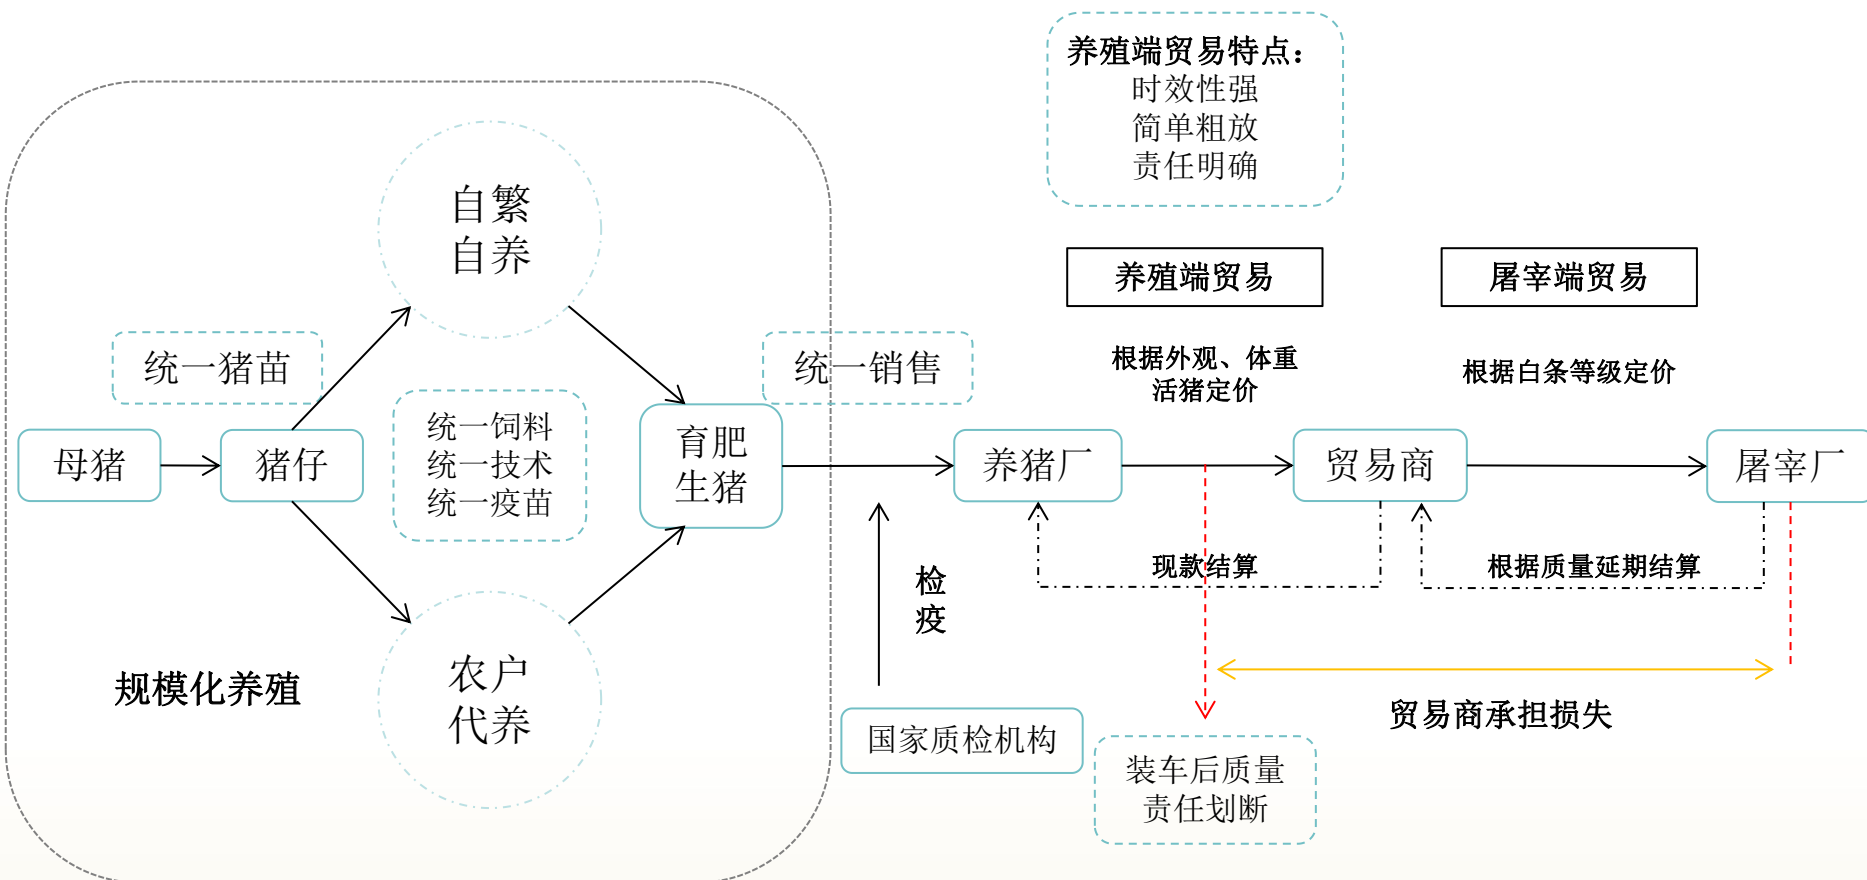 养殖端贸易特点：
时效性强
简单粗放
责任明确
自繁
自养
养殖端贸易
屠宰端贸易
统一猪苗
统一销售
根据外观、体重
活猪定价
根据白条等级定价
统一饲料
统一技术
统一疫苗
母猪
猪仔
育肥
生猪
养猪厂
贸易商
屠宰厂
现款结算
根据质量延期结算
检
疫
农户
代养
规模化养殖
贸易商承担损失
国家质检机构
装车后质量
责任划断